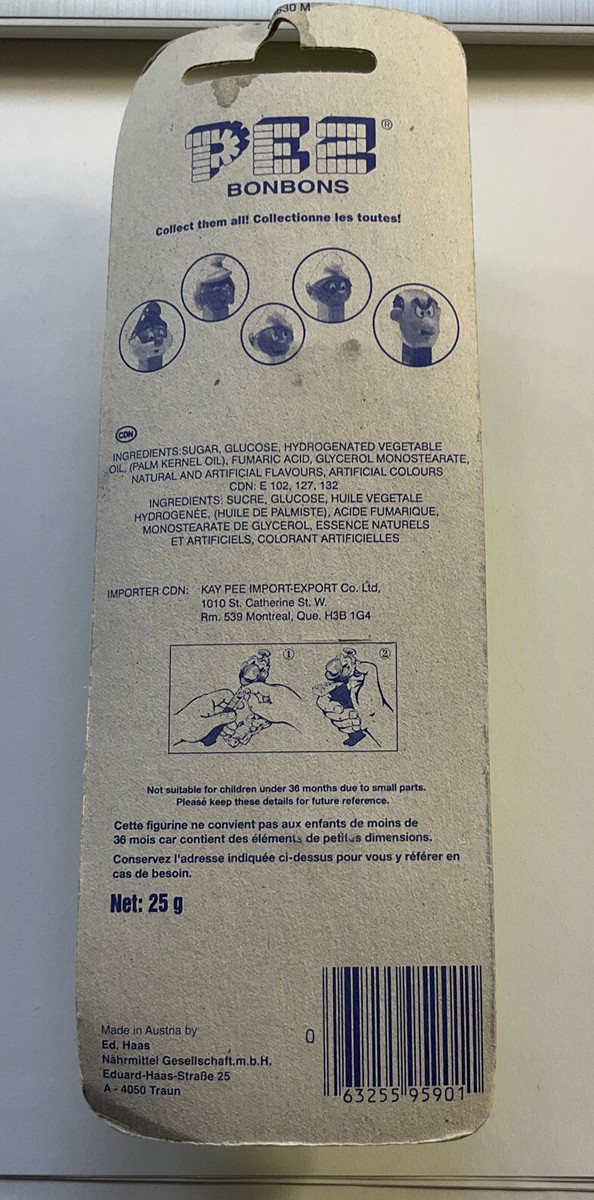 630 M
PEZ®
BONBONS
Collect them all! Collectionne les toutes!
CDN
INGREDIENTS:SUGAR, GLUCOSE, HYDROGENATED VEGETABLE
OIL, (PALM KERNEL OIL), FUMARIC ACID, GLYCEROL MONOSTEARATE,
NATURAL AND ARTIFICIAL FLAVOURS, ARTIFICIAL COLOURS
CDN: E 102, 127, 132
INGREDIENTS: SUCRE, GLUCOSE, HUILE VEGETALE
HYDROGENÉE, (HUILE DE PALMISTE), ACIDE FUMARIQUE,
MONOSTEARATE DE GLYCEROL, ESSENCE NATURELS
ET ARTIFICIELS, COLORANT ARTIFICIELLES
IMPORTER CDN: KAY PEE IMPORT-EXPORT Co. Ltd,
1010 St. Catherine St. W.
Rm. 539 Montreal, Que. H3B 1G4
① ②
Not suitable for children under 36 months due to small parts.
Please keep these details for future reference.
Cette figurine ne convient pas aux enfants de moins de
36 mois car contient des éléments de petites dimensions.
Conservez l'adresse indiquée ci-dessus pour vous y référer en
cas de besoin.
Net: 25 g
Made in Austria by
Ed. Haas
Nährmittel Gesellschaft.m.b.H.
Eduard-Haas-Straße 25
A - 4050 Traun
0 63255 95901